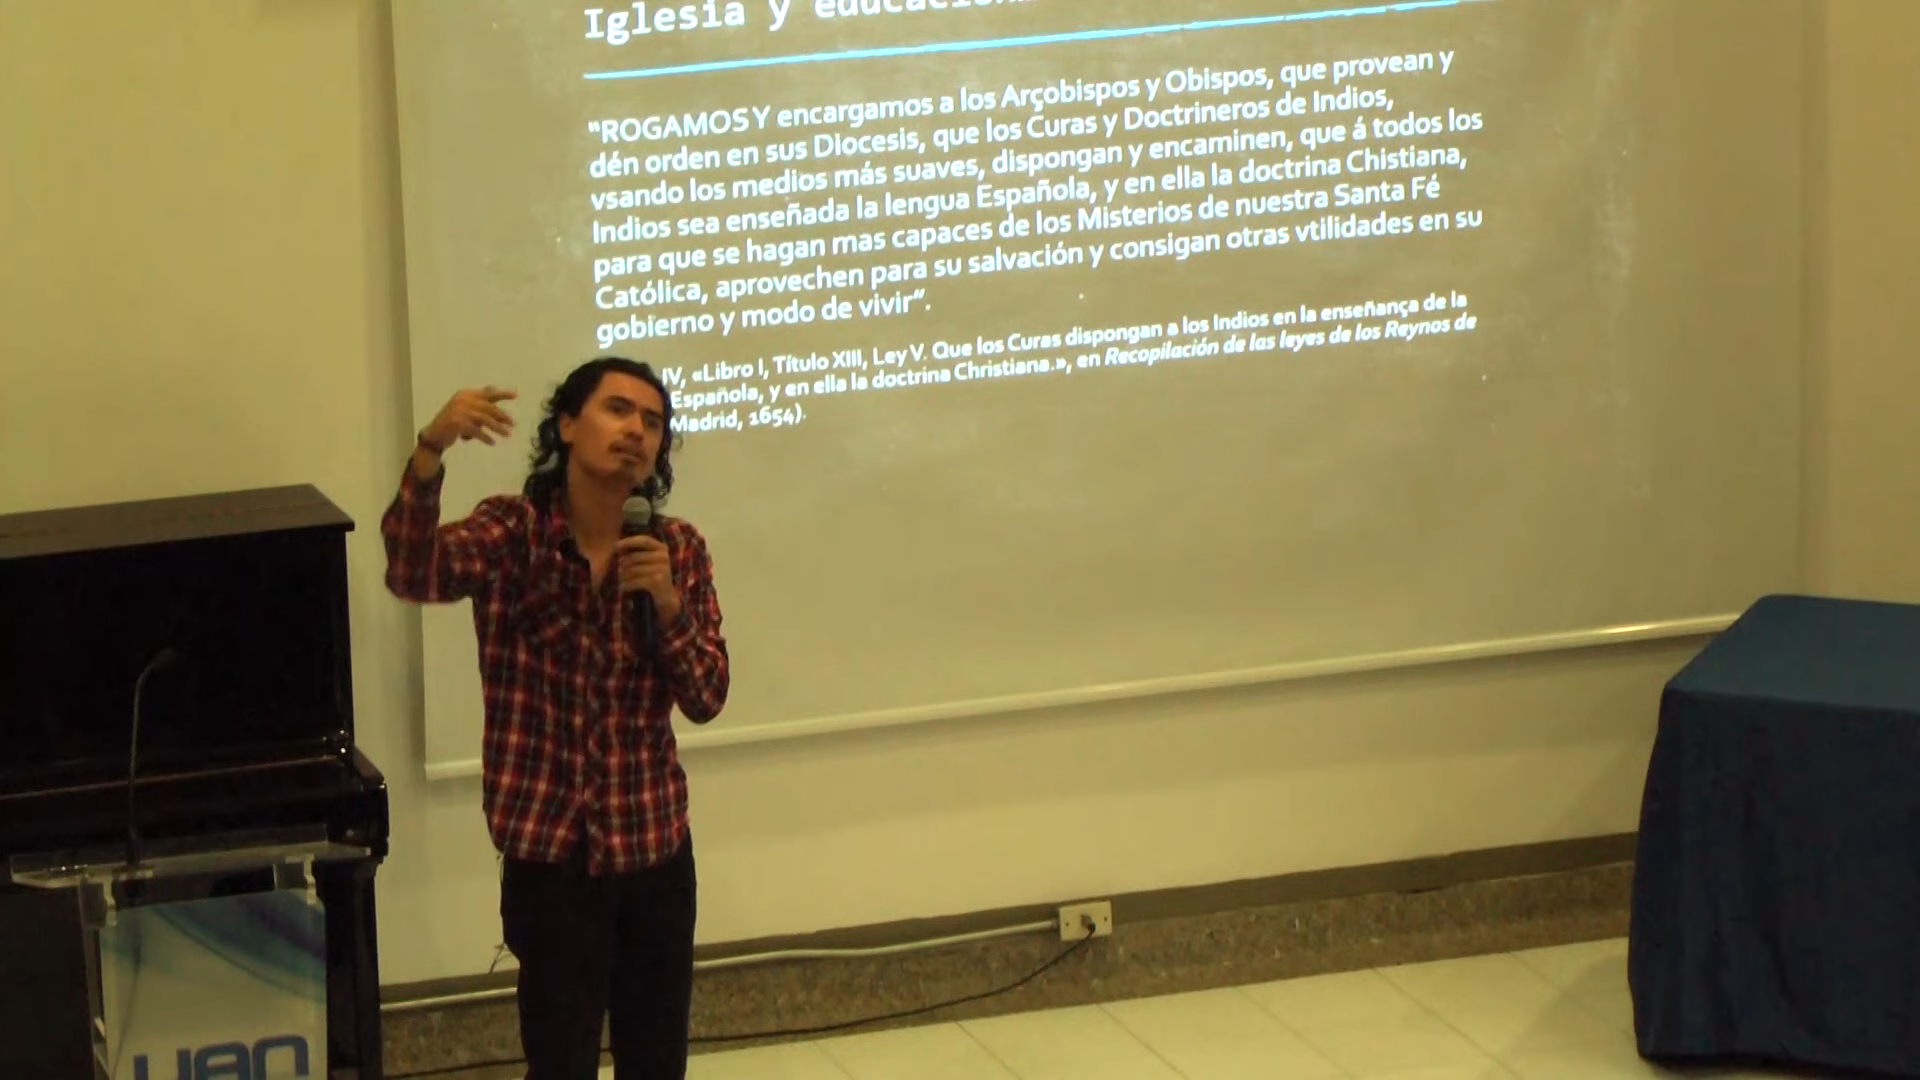 Iglesia y educación
"ROGAMOS Y encargamos a los Arçobispos y Obispos, que provean y
dén orden en sus Diocesis, que los Curas y Doctrineros de Indios,
vsando los medios más suaves, dispongan y encaminen, que á todos los
Indios sea enseñada la lengua Española, y en ella la doctrina Chistiana,
para que se hagan mas capaces de los Misterios de nuestra Santa Fé
Católica, aprovechen para su salvación y consigan otras vtilidades en su
gobierno y modo de vivir".
IV, «Libro I, Título XIII, Ley V. Que los Curas dispongan a los Indios en la enseñança de la
Española, y en ella la doctrina Christiana.», en Recopilación de las leyes de los Reynos de
Madrid, 1654).
UAN